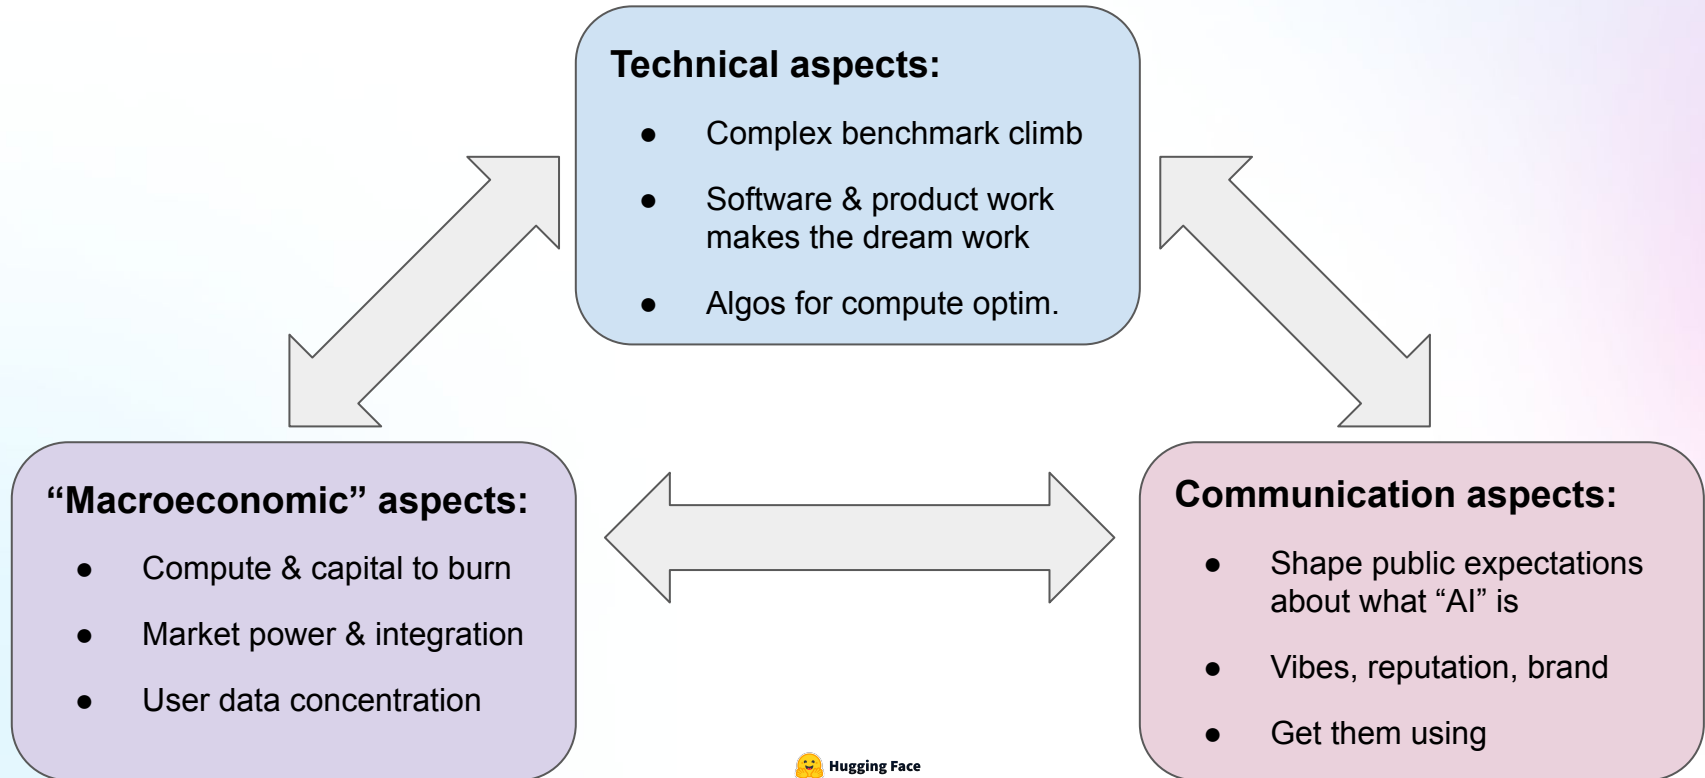 Technical aspects:
● Complex benchmark climb
● Software & product work
makes the dream work
● Algos for compute optim.
“Macroeconomic” aspects:
● Compute & capital to burn
● Market power & integration
● User data concentration
Communication aspects:
● Shape public expectations
about what “AI” is
● Vibes, reputation, brand
● Get them using
Hugging Face